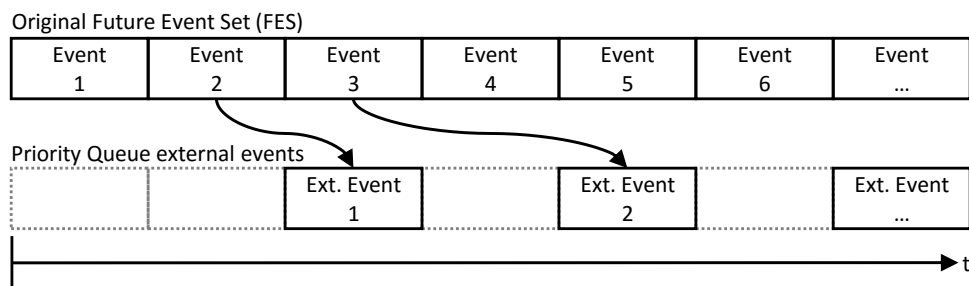 Original Future Event Set (FES)
Event Event Event Event Event Event Event
1 2 3 4 5 6 ...
Priority Queue external events
Ext. Event Ext. Event Ext. Event
1 2 ...
t